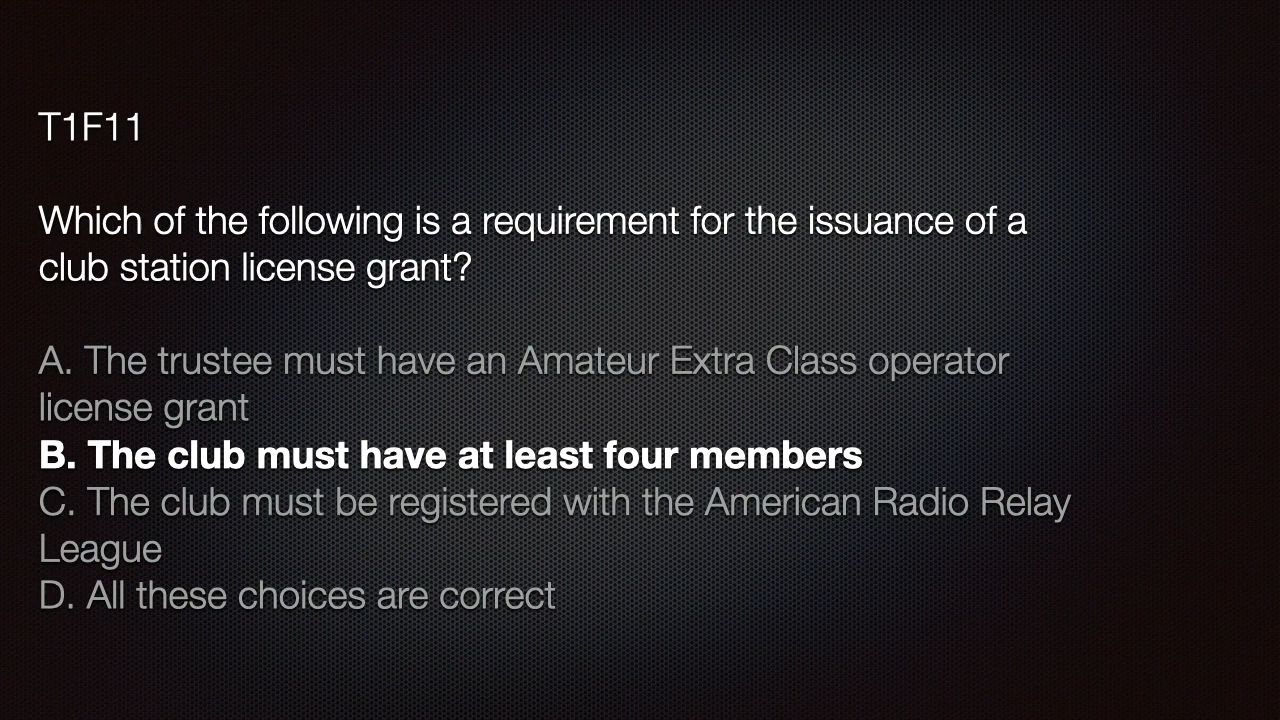 T1F11
Which of the following is a requirement for the issuance of a
club station license grant?
A. The trustee must have an Amateur Extra Class operator
license grant
B. The club must have at least four members
C. The club must be registered with the American Radio Relay
League
D. All these choices are correct